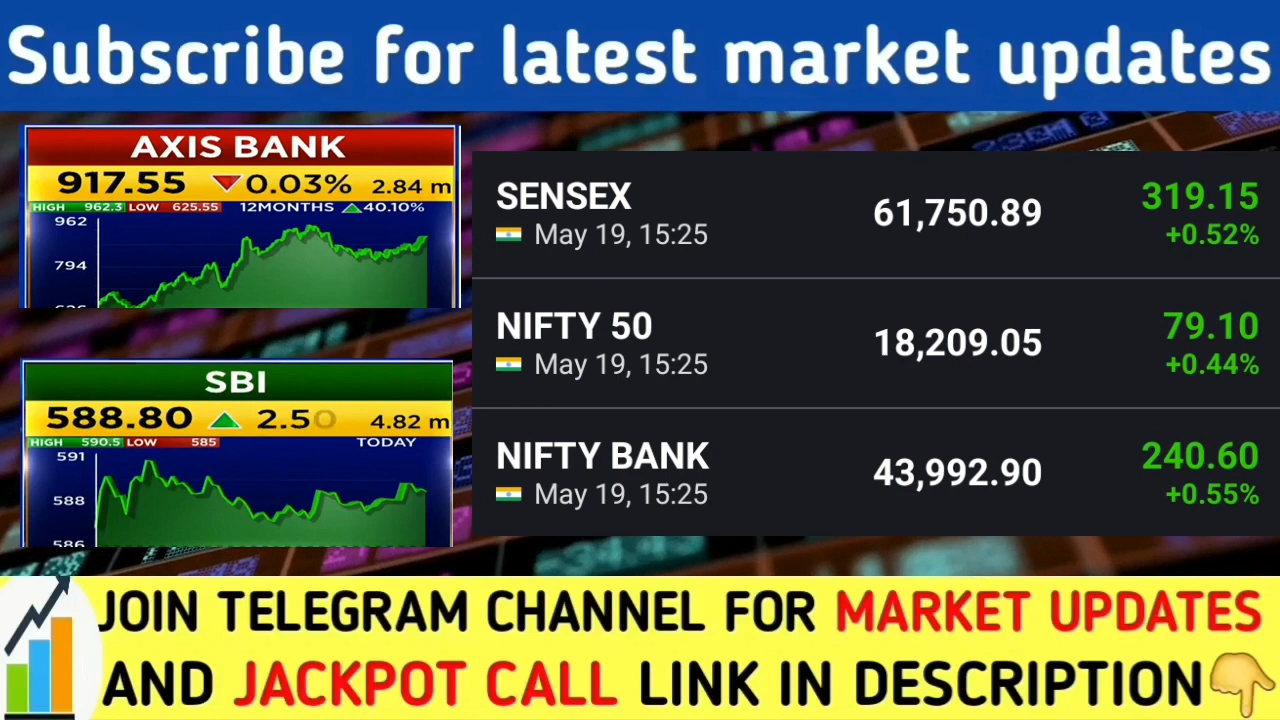 Subscribe for latest market updates
AXIS BANK
917.55 ▼0.03% 2.84 m
HIGH 962.3 LOW 625.55 12MONTHS ▲40.10%
962
794
SBI
588.80 ▲ 2.50 4.82 m
HIGH 590.5 LOW 585 TODAY
591
588
586
SENSEX 61,750.89 319.15
May 19, 15:25 +0.52%
NIFTY 50 18,209.05 79.10
May 19, 15:25 +0.44%
NIFTY BANK 43,992.90 240.60
May 19, 15:25 +0.55%
JOIN TELEGRAM CHANNEL FOR MARKET UPDATES
AND JACKPOT CALL LINK IN DESCRIPTION👇